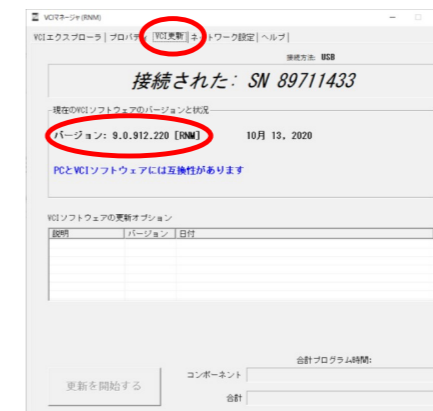 VCIマネージャ(RNM)
VCIエクスプローラ | プロパティ | VCI更新 | ネットワーク設定 | ヘルプ |
接続方法: USB
接続された: SN 89711433
現在のVCIソフトウェアのバージョンと状況
バージョン: 9.0.912.220 [RNM] 10月 13, 2020
PCとVCIソフトウェアには互換性があります
VCIソフトウェアの更新オプション
説明 バージョン 日付
合計プログラム時間:
コンポーネント
更新を開始する
合計